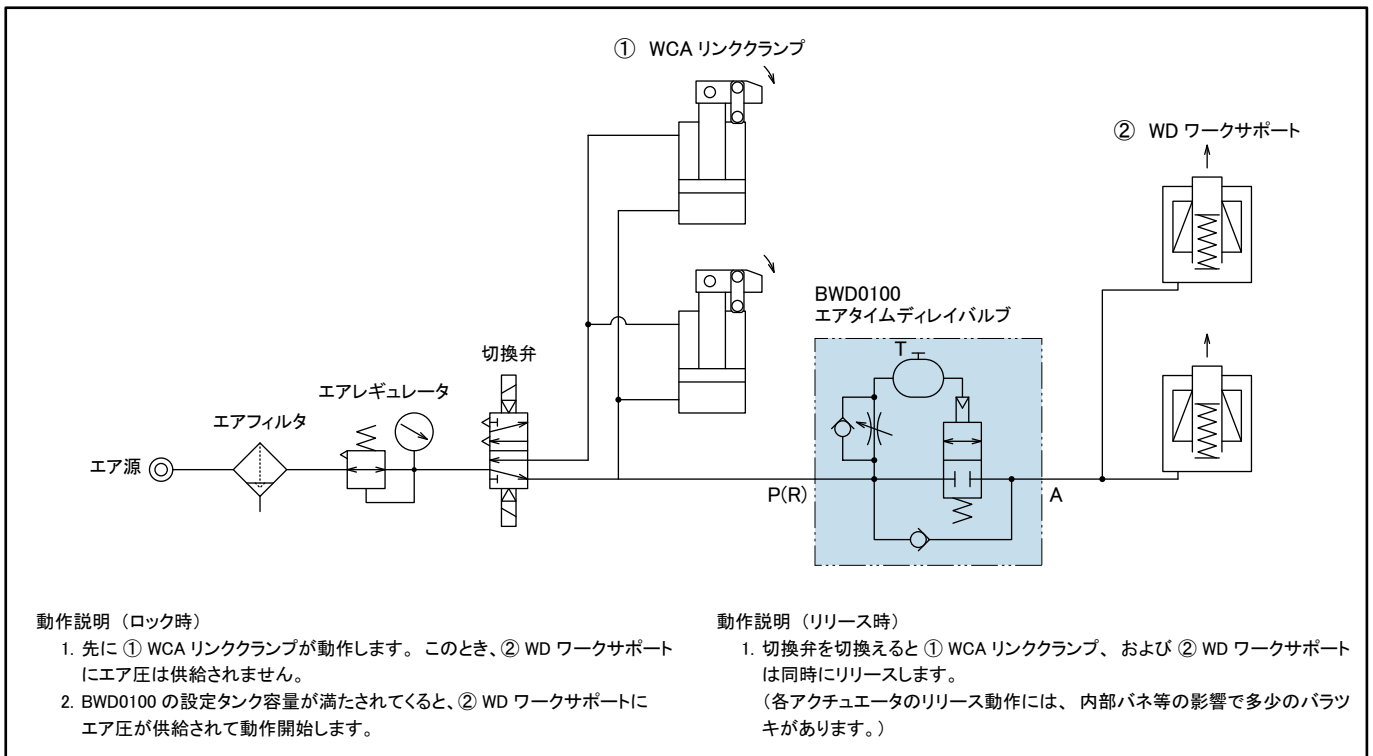 ① WCA リンククランプ
② WD ワークサポート
BWD0100
エアタイムディレイバルブ
T
切換弁
エアレギュレータ
エアフィルタ
エア源
P(R)
A
動作説明 (ロック時)
1. 先に ① WCA リンククランプが動作します。 このとき、② WD ワークサポート
にエア圧は供給されません。
2. BWD0100 の設定タンク容量が満たされてくると、② WD ワークサポートに
エア圧が供給されて動作開始します。
動作説明 (リリース時)
1. 切換弁を切換えると ① WCA リンククランプ、 および ② WD ワークサポート
は同時にリリースします。
(各アクチュエータのリリース動作には、 内部バネ等の影響で多少のバラツ
キがあります。)